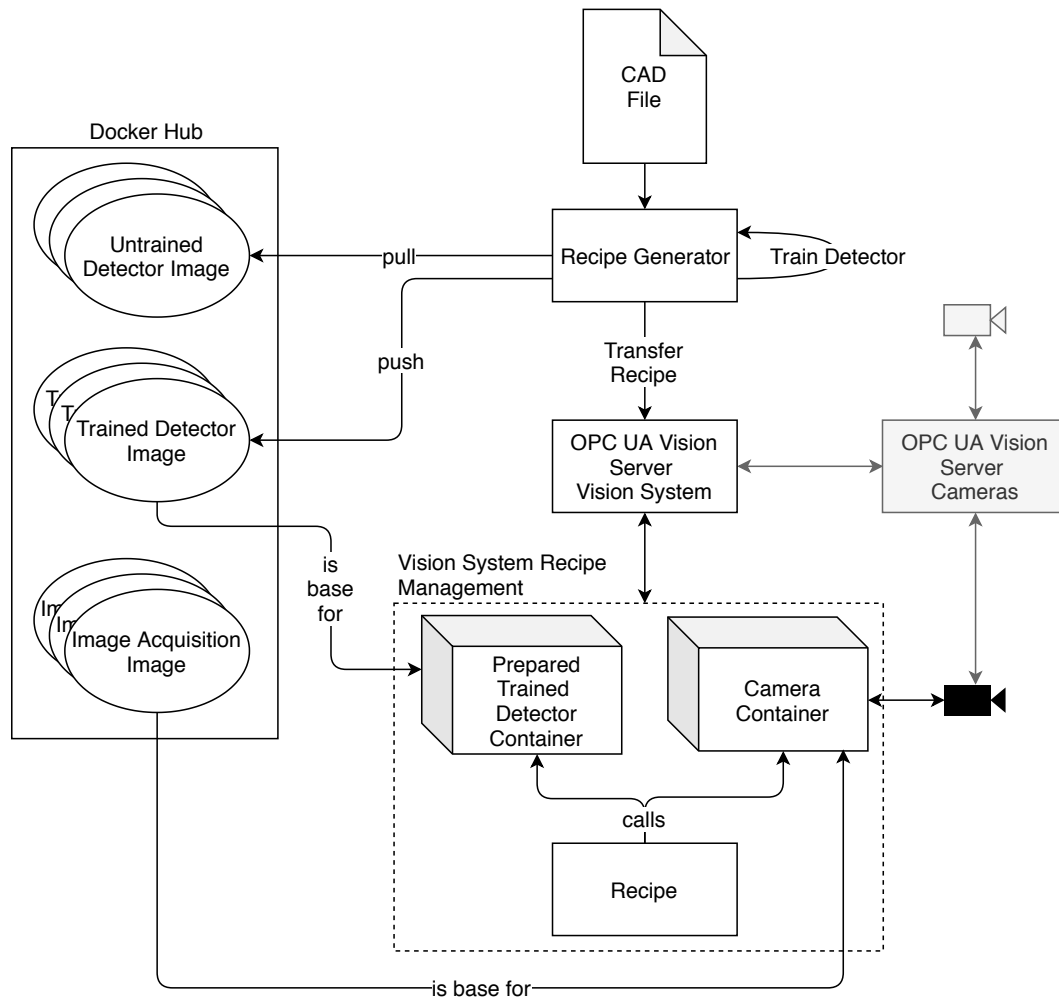 CAD
File
Docker Hub
Untrained
Detector Image
pull
Recipe Generator
Train Detector
push
Transfer
Recipe
T
T
Trained Detector
Image
OPC UA Vision
Server
Vision System
OPC UA Vision
Server
Cameras
is
base
for
Vision System Recipe
Management
Im
Im
Image Acquisition
Image
Prepared
Trained
Detector
Container
Camera
Container
calls
Recipe
is base for